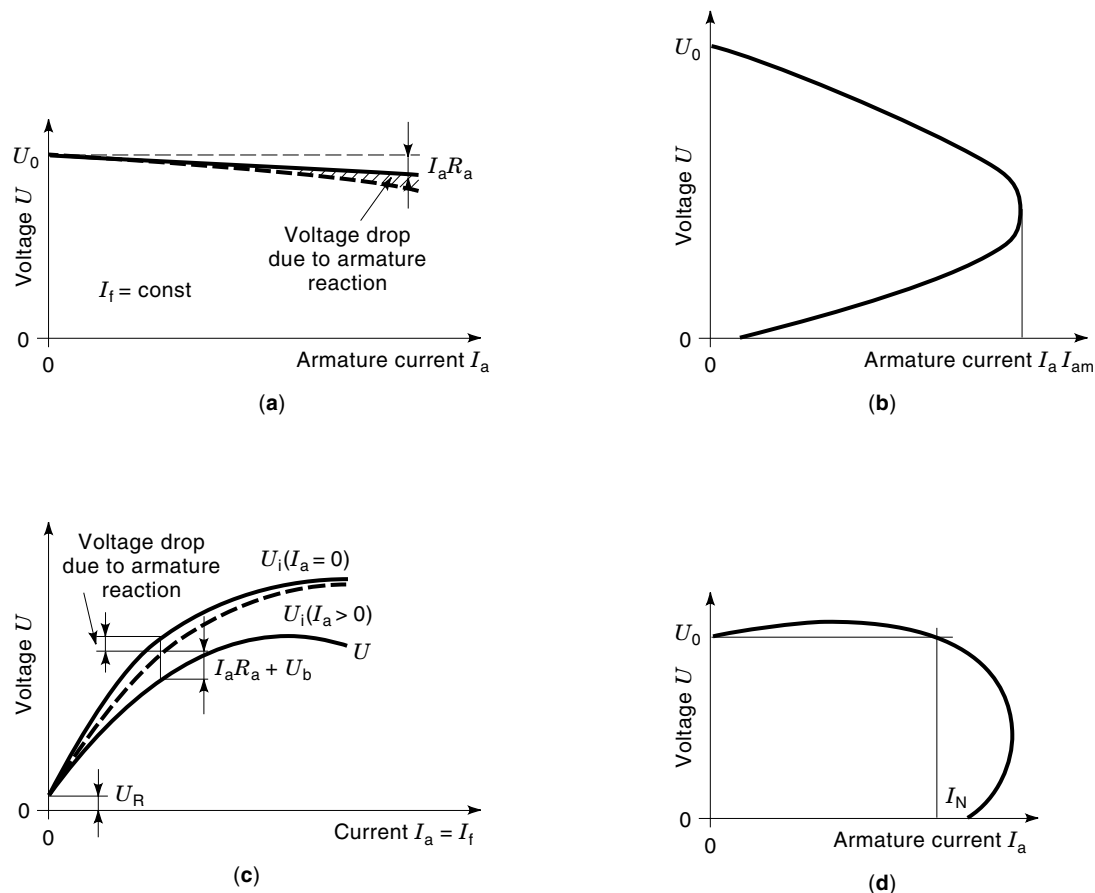 U0
Voltage U
IaRa
Voltage drop
due to armature
reaction
If = const
0
0
Armature current Ia
(a)
U0
Voltage U
0
0
Armature current Ia Iam
(b)
Voltage drop
due to armature
reaction
Ui(Ia = 0)
Ui(Ia > 0)
U
IaRa + Ub
Voltage U
UR
0
0
Current Ia = If
(c)
U0
Voltage U
IN
0
0
Armature current Ia
(d)